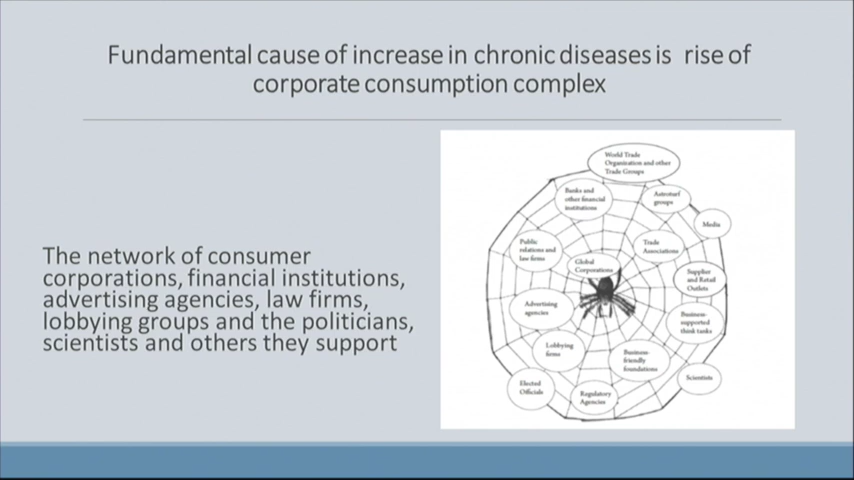 Fundamental cause of increase in chronic diseases is rise of
corporate consumption complex
The network of consumer
corporations, financial institutions,
advertising agencies, law firms,
lobbying groups and the politicians,
scientists and others they support
World Trade
Organization and other
Trade Groups
Banks and
other financial
institutions
Astroturf
groups
Media
Public
relations and
law firms
Trade
Associations
Global
Corporations
Supplier
and Retail
Outlets
Advertising
agencies
Business-
supported
think tanks
Lobbying
firms
Business-
friendly
foundations
Scientists
Elected
Officials
Regulatory
Agencies